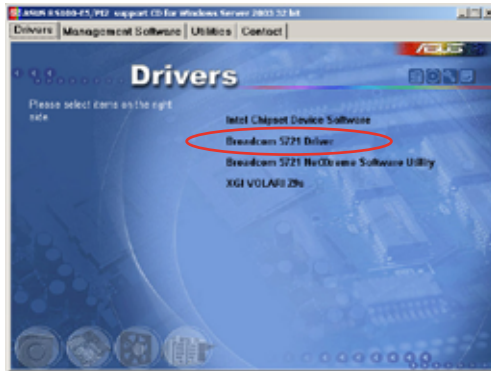 ASUS RS100-E5/PI2 support CD for Windows Server 2003 32 bit
Drivers Management Software Utilities Contact
ASUS
Drivers
Please select items on the right
side
Intel Chipset Device Software
Broadcom 5721 Driver
Broadcom 5721 NetXtreme Software Utility
XGI VOLARI Z9s